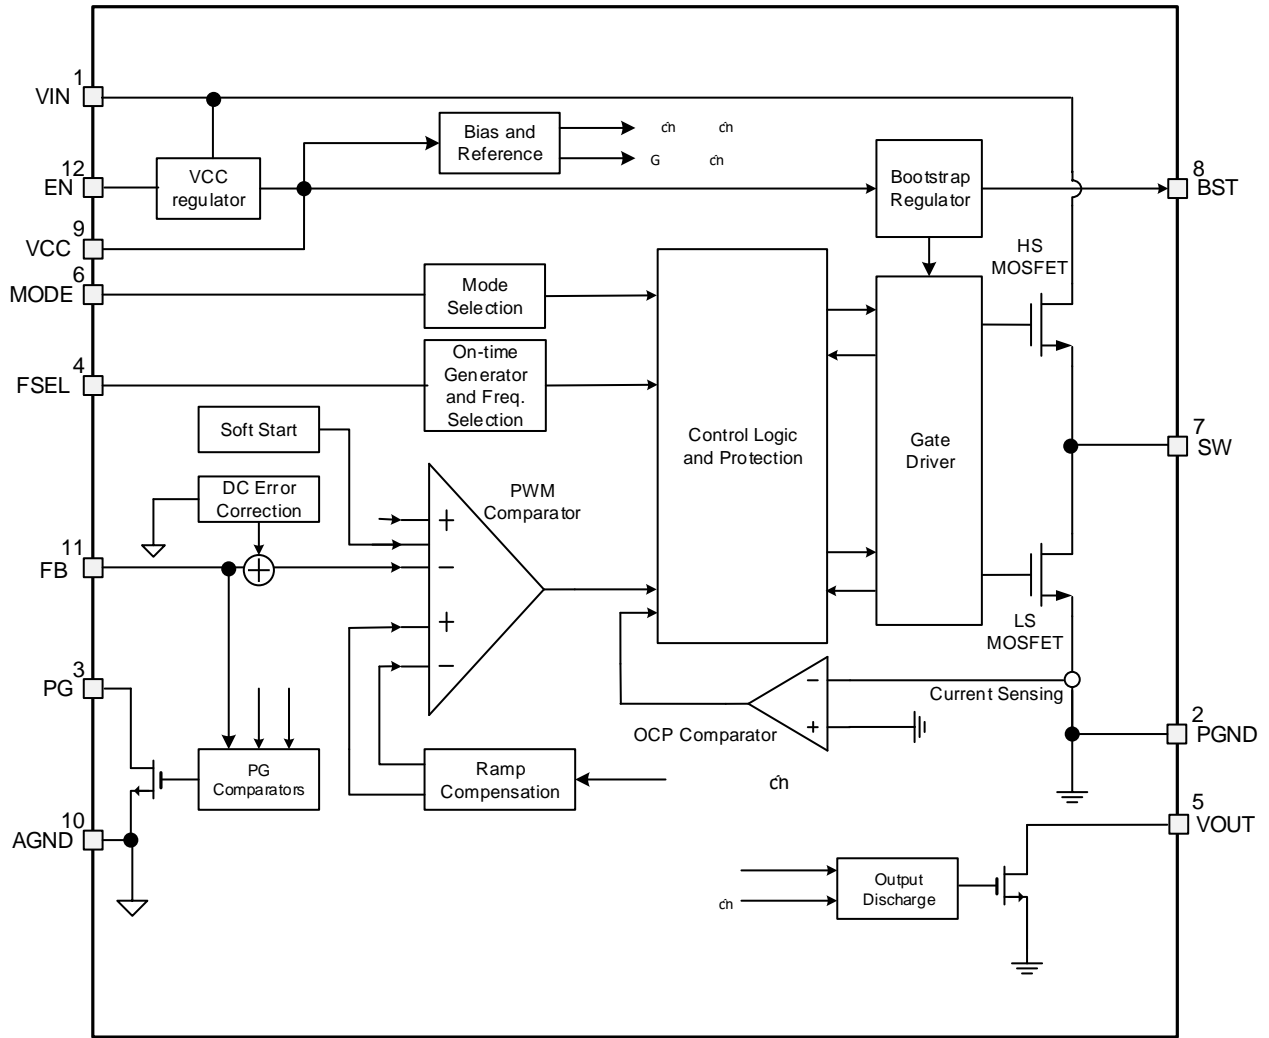 1
VIN
12
EN
9
VCC
6
MODE
4
FSEL
11
FB
3
PG
10
AGND
VCC
regulator
Bias and
Reference
G
Bootstrap
Regulator
8
BST
HS
MOSFET
Mode
Selection
On-time
Generator
and Freq.
Selection
Soft Start
DC Error
Correction
PWM
Comparator
+
−
+
−
Control Logic
and Protection
Gate
Driver
7
SW
LS
MOSFET
−
+
Current Sensing
OCP Comparator
2
PGND
PG
Comparators
Ramp
Compensation
5
VOUT
Output
Discharge